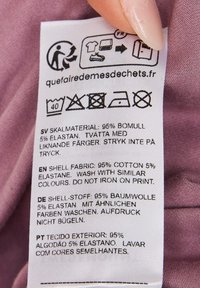 quefairedemesdechets.fr
40
SV SKALMATERIAL: 95% BOMULL
5% ELASTAN. TVÄTTA MED
LIKNANDE FÄRGER. STRYK INTE PÅ
TRYCK.
EN SHELL FABRIC: 95% COTTON 5%
ELASTANE. WASH WITH SIMILAR
COLOURS. DO NOT IRON ON PRINT.
DE SHELL-STOFF: 95% BAUMWOLLE
5% ELASTAN. MIT ÄHNLICHEN
FARBEN WASCHEN. AUFDRUCK
NICHT BÜGELN.
PT TECIDO EXTERIOR: 95%
ALGODÃO 5% ELASTANO. LAVAR
COM CORES SEMELHANTES.